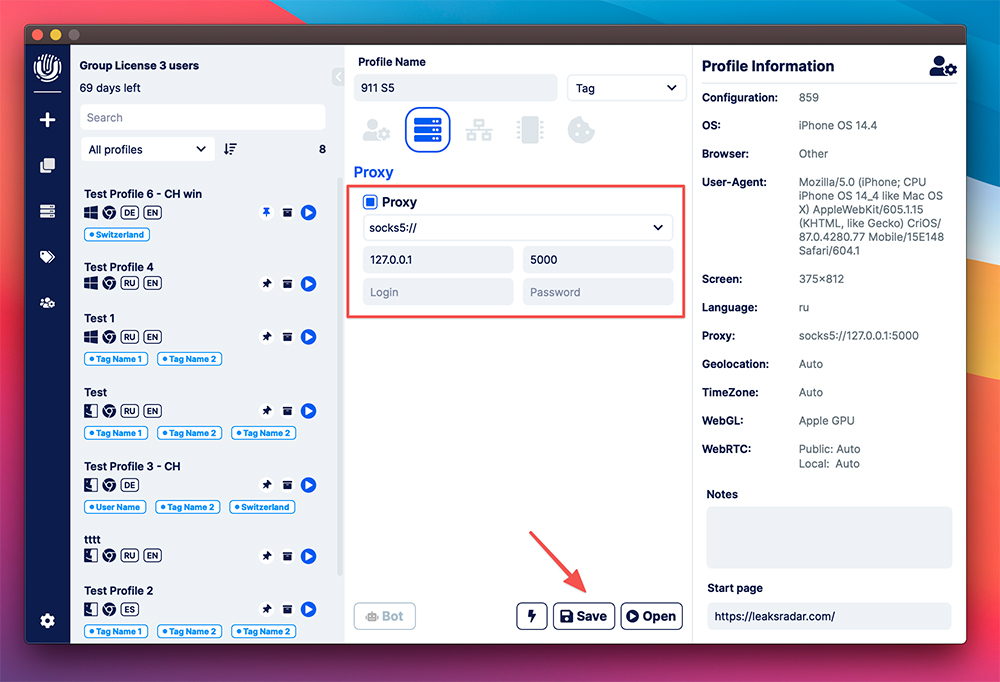 Group License 3 users
69 days left
Search
All profiles
8
Test Profile 6 - CH win
DE EN
Switzerland
Test Profile 4
RU EN
Test 1
RU EN
Tag Name 1 Tag Name 2
Test
RU EN
Tag Name 1 Tag Name 2 Tag Name 2
Test Profile 3 - CH
DE
User Name Tag Name 2 Switzerland
tttt
RU EN
Test Profile 2
ES
Tag Name 1 Tag Name 2 Tag Name 2
Profile Name
911 S5
Tag
Proxy
Proxy
socks5://
127.0.0.1 5000
Login Password
Bot Save Open
Profile Information
Configuration: 859
OS: iPhone OS 14.4
Browser: Other
User-Agent: Mozilla/5.0 (iPhone; CPU
iPhone OS 14_4 like Mac OS
X) AppleWebKit/605.1.15
(KHTML, like Gecko) CriOS/
87.0.4280.77 Mobile/15E148
Safari/604.1
Screen: 375×812
Language: ru
Proxy: socks5://127.0.0.1:5000
Geolocation: Auto
TimeZone: Auto
WebGL: Apple GPU
WebRTC: Public: Auto
Local: Auto
Notes
Start page
https://leaksradar.com/